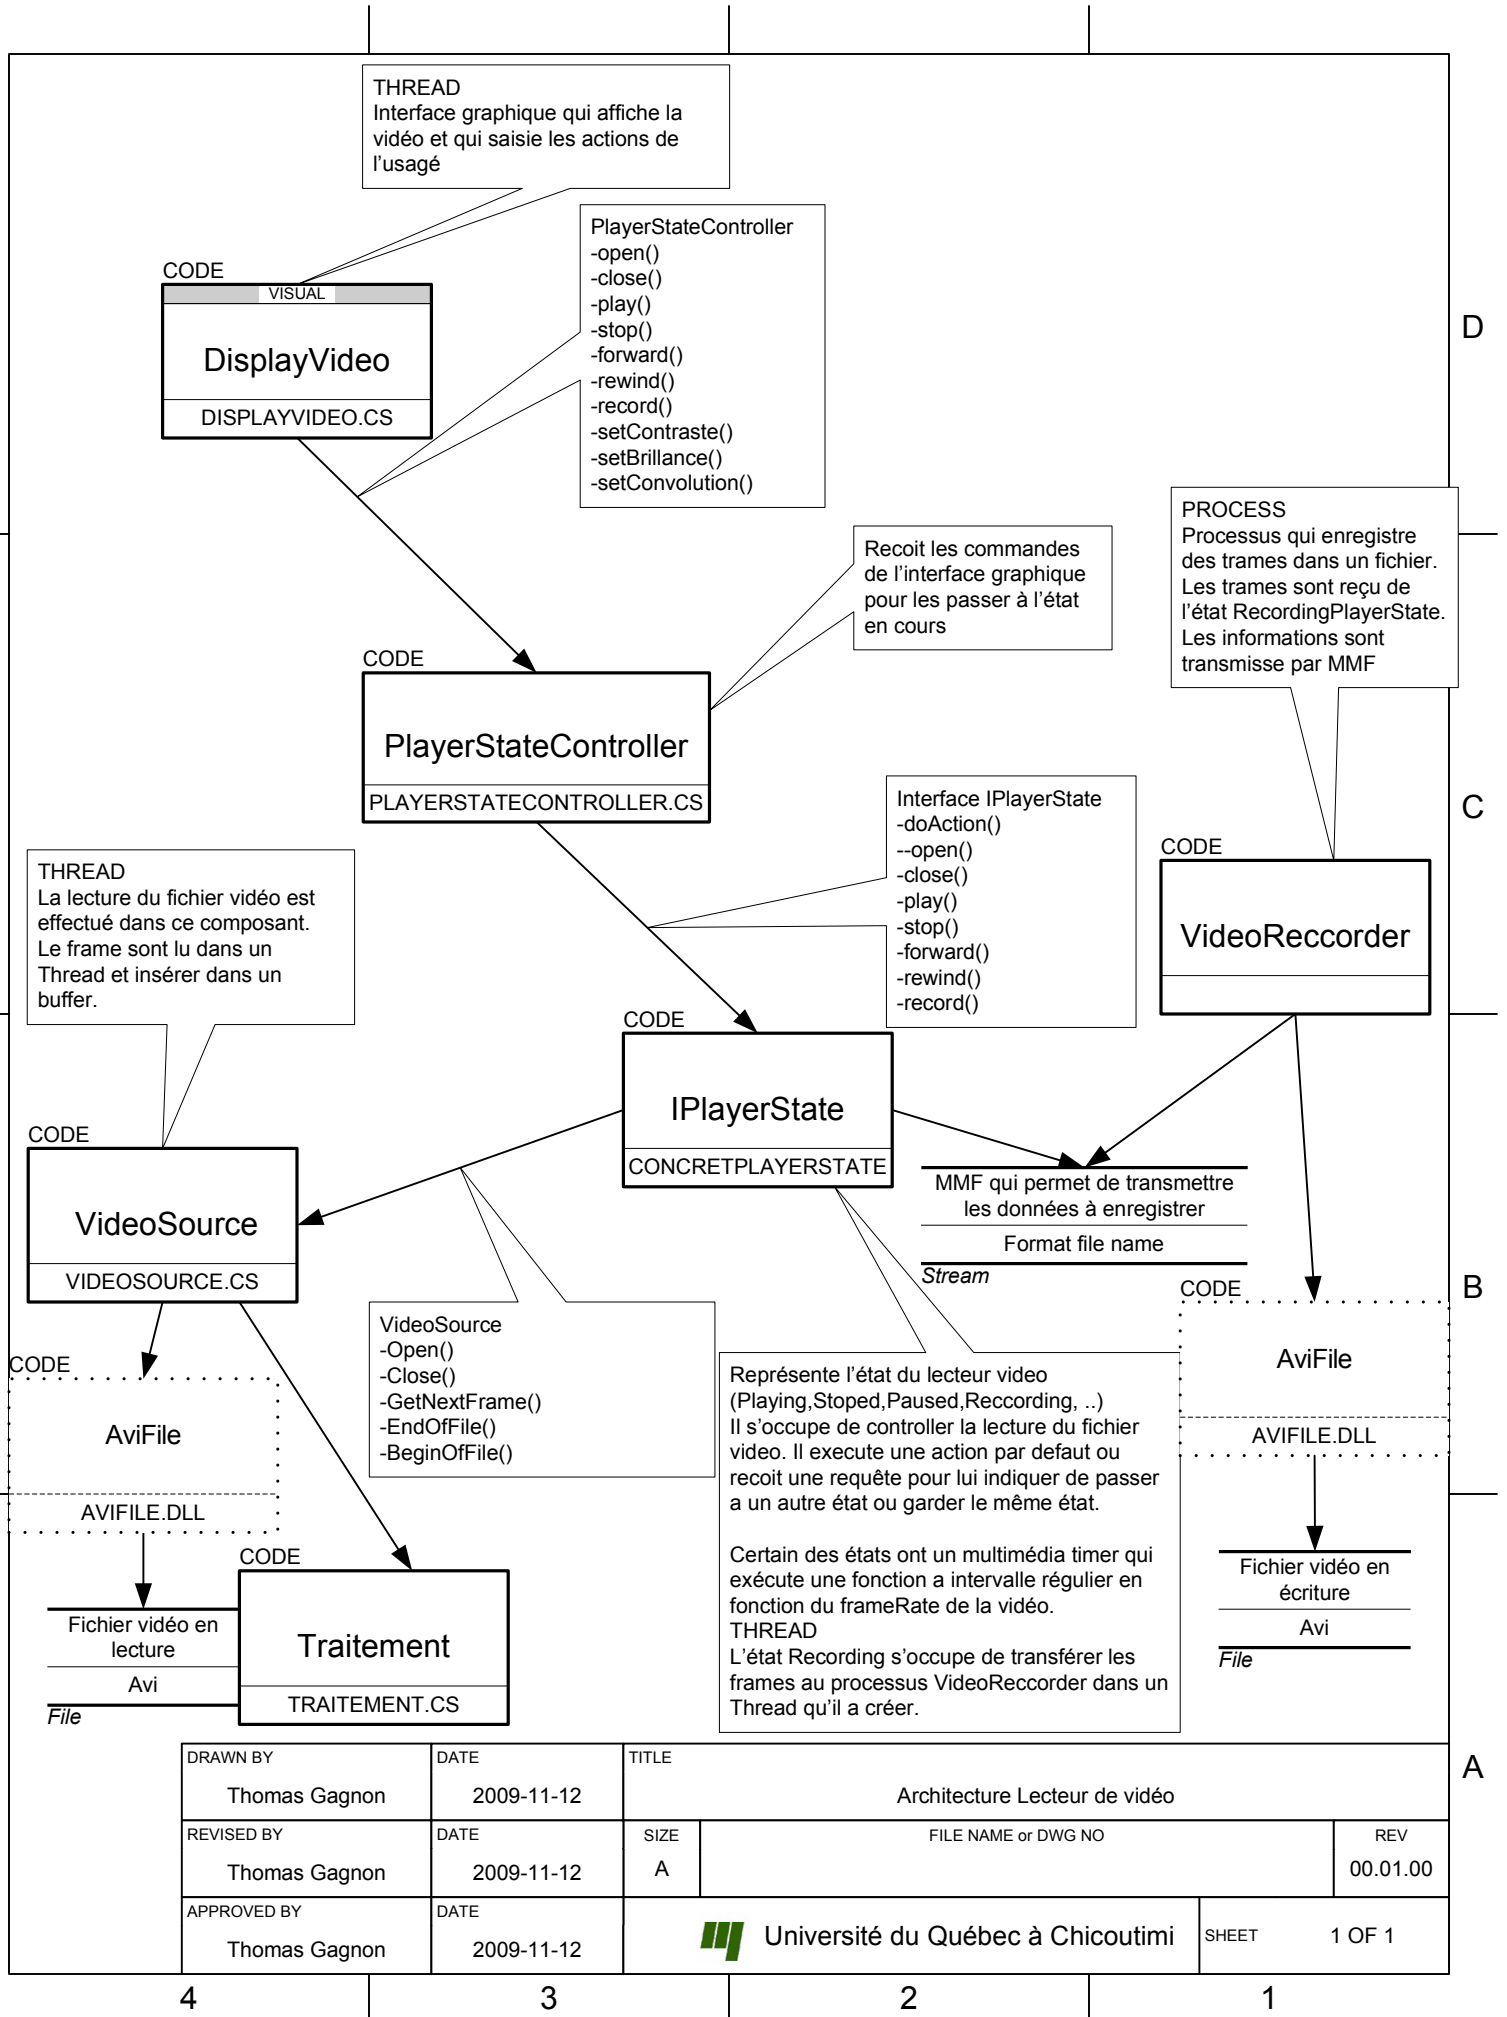 THREAD
Interface graphique qui affiche la
vidéo et qui saisie les actions de
l'usagé
PlayerStateController
-open()
-close()
-play()
-stop()
-forward()
-rewind()
-record()
-setContraste()
-setBrillance()
-setConvolution()
CODE
VISUAL
DisplayVideo
DISPLAYVIDEO.CS
D
PROCESS
Processus qui enregistre
des trames dans un fichier.
Les trames sont reçu de
l'état RecordingPlayerState.
Les informations sont
transmisse par MMF
Recoit les commandes
de l'interface graphique
pour les passer à l'état
en cours
CODE
PlayerStateController
PLAYERSTATECONTROLLER.CS
Interface IPlayerState
-doAction()
--open()
-close()
-play()
-stop()
-forward()
-rewind()
-record()
C
CODE
VideoReccorder
THREAD
La lecture du fichier vidéo est
effectué dans ce composant.
Le frame sont lu dans un
Thread et insérer dans un
buffer.
CODE
IPlayerState
CONCRETPLAYERSTATE
CODE
VideoSource
VIDEOSOURCE.CS
MMF qui permet de transmettre
les données à enregistrer
Format file name
Stream
B
CODE
AviFile
AVIFILE.DLL
VideoSource
-Open()
-Close()
-GetNextFrame()
-EndOfFile()
-BeginOfFile()
Représente l'état du lecteur video
(Playing,Stoped,Paused,Reccording, ..)
Il s'occupe de controller la lecture du fichier
video. Il execute une action par defaut ou
recoit une requête pour lui indiquer de passer
a un autre état ou garder le même état.
Certain des états ont un multimédia timer qui
exécute une fonction a intervalle régulier en
fonction du frameRate de la vidéo.
THREAD
L'état Recording s'occupe de transférer les
frames au processus VideoReccorder dans un
Thread qu'il a créer.
CODE
AviFile
AVIFILE.DLL
Fichier vidéo en
lecture
Avi
File
CODE
Traitement
TRAITEMENT.CS
Fichier vidéo en
écriture
Avi
File
A
DRAWN BY
Thomas Gagnon
DATE
2009-11-12
TITLE
Architecture Lecteur de vidéo
REVISED BY
Thomas Gagnon
DATE
2009-11-12
SIZE
A
FILE NAME or DWG NO
REV
00.01.00
APPROVED BY
Thomas Gagnon
DATE
2009-11-12
Université du Québec à Chicoutimi
SHEET 1 OF 1
4 3 2 1